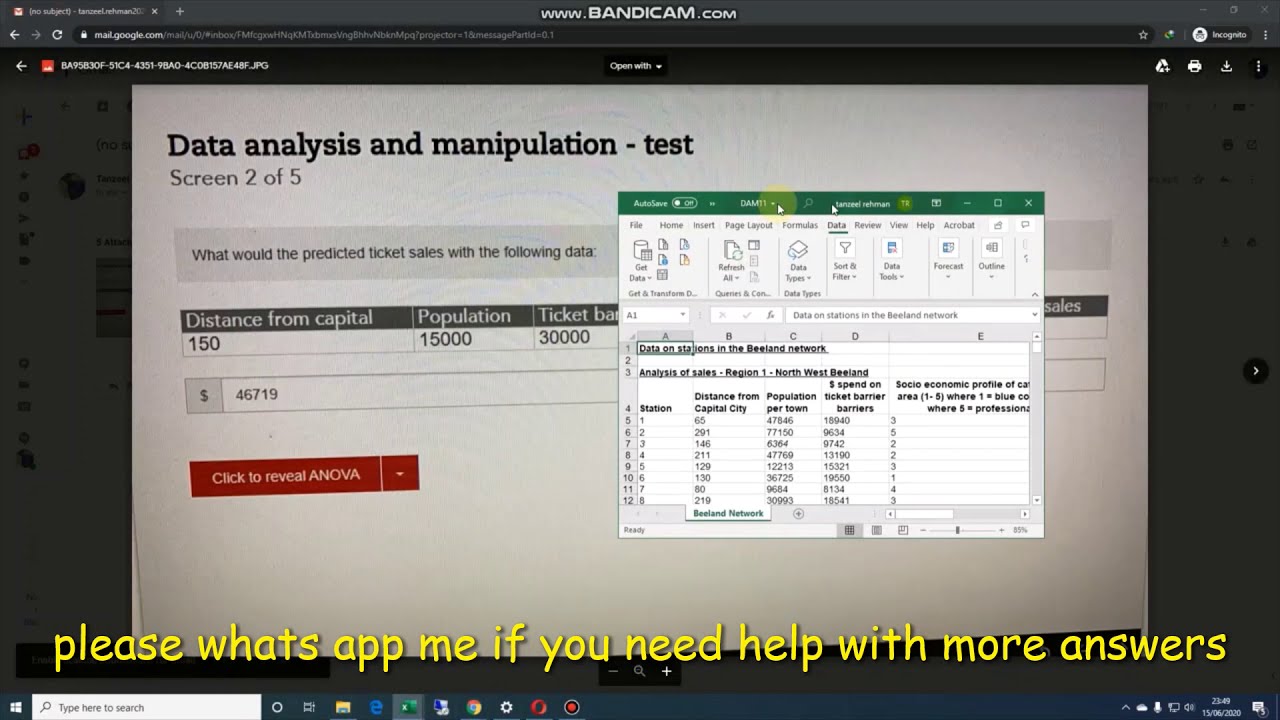 (no subject) - tanzeel.rehman202
www.BANDICAM.com
mail.google.com/mail/u/0/#inbox/FMfcgxwHNqKMTxbmxsVngBhhvNbknMpq?projector=1&messagePartId=0.1
Incognito
BA95B30F-51C4-4351-9BA0-4C0B157AE48F.JPG
Open with
Data analysis and manipulation - test
Screen 2 of 5
What would the predicted ticket sales with the following data:
Distance from capital Population Ticket bar sales
150 15000 30000
$ 46719
Click to reveal ANOVA
AutoSave Off DAM11 tanzeel rehman TR
File Home Insert Page Layout Formulas Data Review View Help Acrobat
Get Data Refresh All Data Types Sort & Filter Data Tools Forecast Outline
Get & Transform D... Queries & Con... Data Types
A1 fx Data on stations in the Beeland network
A B C D E
1 Data on stations in the Beeland network
2
3 Analysis of sales - Region 1 - North West Beeland
$ spend on Socio economic profile of cat
Distance from Population ticket barrier area (1- 5) where 1 = blue co
4 Station Capital City per town barriers where 5 = professiona
5 1 65 47846 18940 3
6 2 291 77150 9634 5
7 3 146 6364 9742 2
8 4 211 47769 13190 2
9 5 129 12213 15321 3
10 6 130 36725 19550 1
11 7 80 9684 8134 4
12 8 219 30993 18541 3
Beeland Network
Ready 85%
please whats app me if you need help with more answers
Type here to search
23:49
15/06/2020